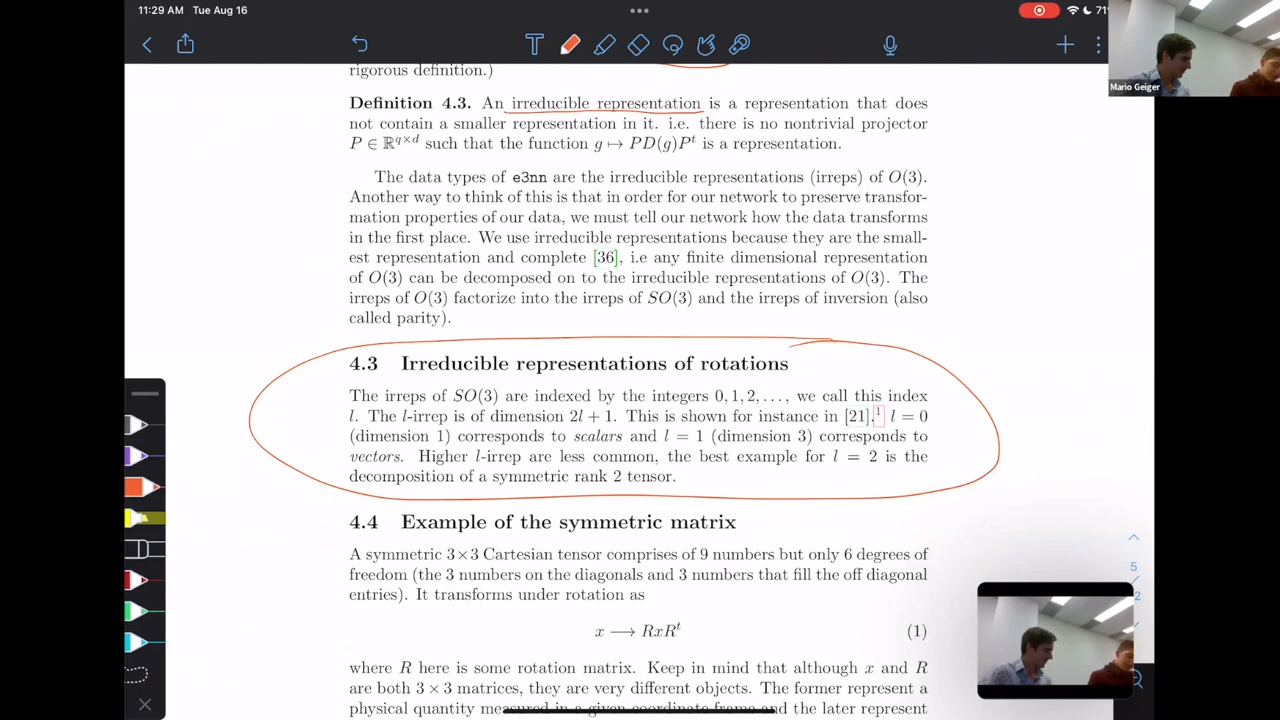 11:29 AM Tue Aug 16
71
Mario Geiger
rigorous definition.)
Definition 4.3. An irreducible representation is a representation that does
not contain a smaller representation in it. i.e. there is no nontrivial projector
P ∈ ℝ^{q×d} such that the function g ↦ PD(g)P^t is a representation.
The data types of e3nn are the irreducible representations (irreps) of O(3).
Another way to think of this is that in order for our network to preserve transfor-
mation properties of our data, we must tell our network how the data transforms
in the first place. We use irreducible representations because they are the small-
est representation and complete [36], i.e any finite dimensional representation
of O(3) can be decomposed on to the irreducible representations of O(3). The
irreps of O(3) factorize into the irreps of SO(3) and the irreps of inversion (also
called parity).
4.3 Irreducible representations of rotations
The irreps of SO(3) are indexed by the integers 0, 1, 2, . . . , we call this index
l. The l-irrep is of dimension 2l + 1. This is shown for instance in [21].¹ l = 0
(dimension 1) corresponds to scalars and l = 1 (dimension 3) corresponds to
vectors. Higher l-irrep are less common, the best example for l = 2 is the
decomposition of a symmetric rank 2 tensor.
4.4 Example of the symmetric matrix
A symmetric 3×3 Cartesian tensor comprises of 9 numbers but only 6 degrees of
freedom (the 3 numbers on the diagonals and 3 numbers that fill the off diagonal
entries). It transforms under rotation as
x ⟶ RxR^t (1)
where R here is some rotation matrix. Keep in mind that although x and R
are both 3 × 3 matrices, they are very different objects. The former represent a
physical quantity measured in a given coordinate frame and the later represent
5
/
2